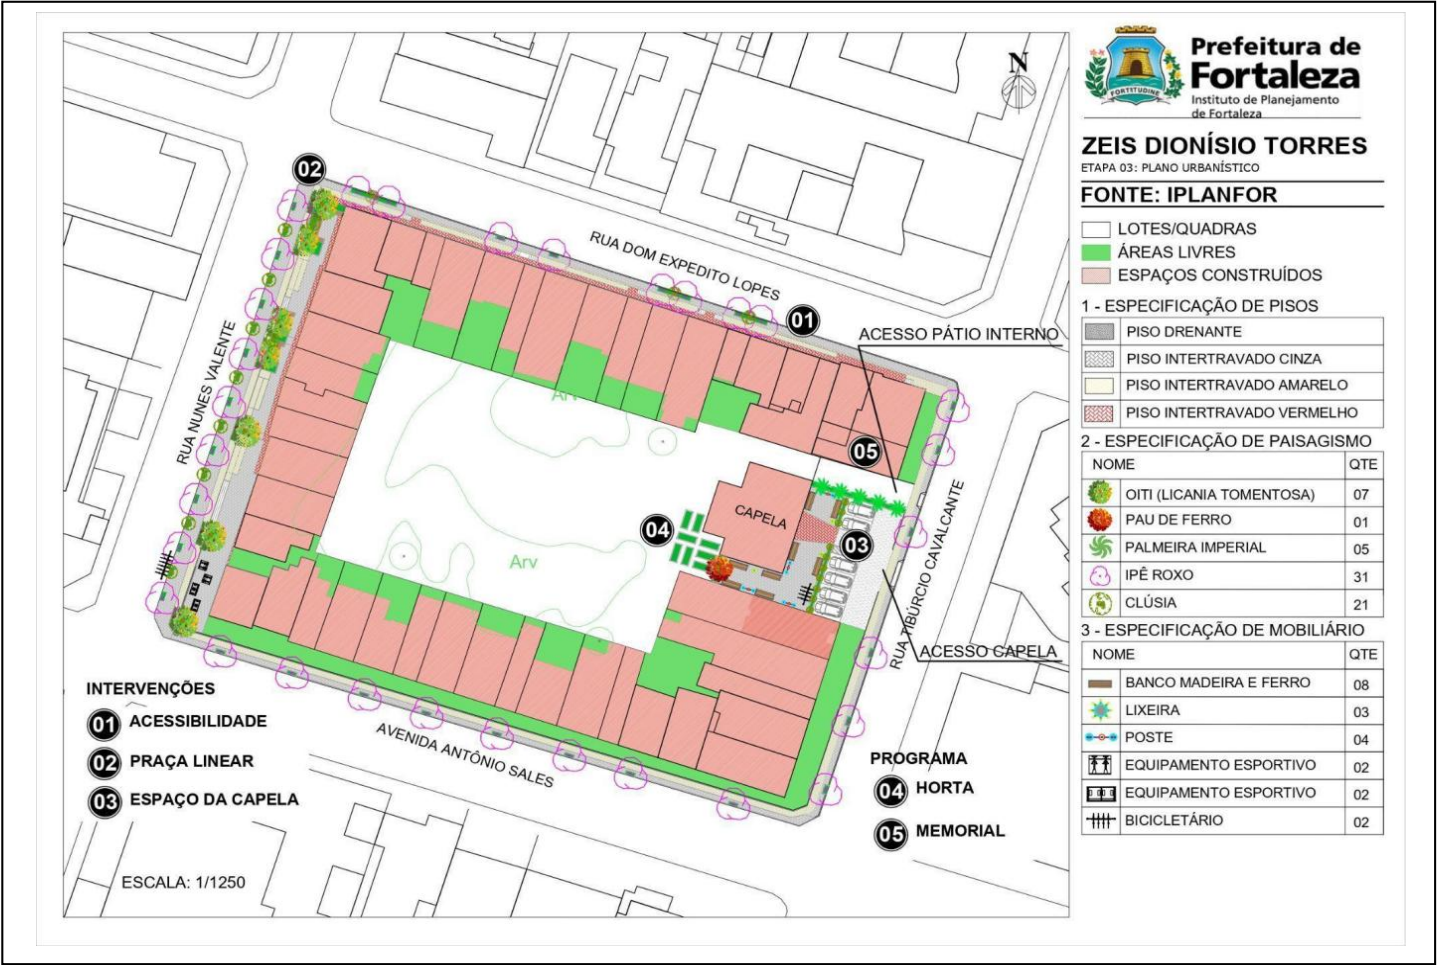 N
02
RUA DOM EXPEDITO LOPES
01
ACESSO PÁTIO INTERNO
RUA NUNES VALENTE
Arv
05
CAPELA
04
03
Arv
RUA TIBÚRCIO CAVALCANTE
ACESSO CAPELA
AVENIDA ANTÔNIO SALES
INTERVENÇÕES
01 ACESSIBILIDADE
02 PRAÇA LINEAR
03 ESPAÇO DA CAPELA
PROGRAMA
04 HORTA
05 MEMORIAL
ESCALA: 1/1250
FORTITUDINE
Prefeitura de
Fortaleza
Instituto de Planejamento
de Fortaleza
ZEIS DIONÍSIO TORRES
ETAPA 03: PLANO URBANÍSTICO
FONTE: IPLANFOR
LOTES/QUADRAS
ÁREAS LIVRES
ESPAÇOS CONSTRUÍDOS
1 - ESPECIFICAÇÃO DE PISOS
PISO DRENANTE
PISO INTERTRAVADO CINZA
PISO INTERTRAVADO AMARELO
PISO INTERTRAVADO VERMELHO
2 - ESPECIFICAÇÃO DE PAISAGISMO
NOME QTE
OITI (LICANIA TOMENTOSA) 07
PAU DE FERRO 01
PALMEIRA IMPERIAL 05
IPÊ ROXO 31
CLÚSIA 21
3 - ESPECIFICAÇÃO DE MOBILIÁRIO
NOME QTE
BANCO MADEIRA E FERRO 08
LIXEIRA 03
POSTE 04
EQUIPAMENTO ESPORTIVO 02
EQUIPAMENTO ESPORTIVO 02
BICICLETÁRIO 02